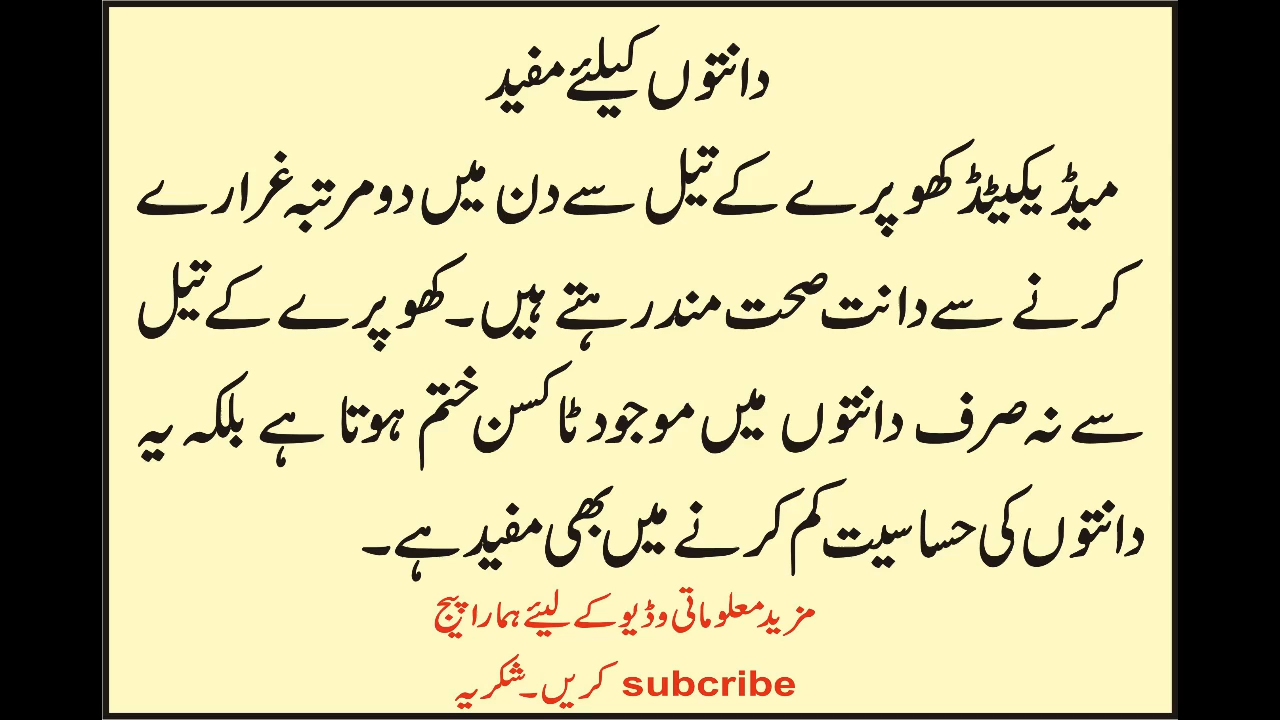 دانتوں کیلئے مفید
میڈیکیٹڈ کھوپرے کے تیل سے دن میں دو مرتبہ غرارے
کرنے سے دانت صحت مند رہتے ہیں۔ کھوپرے کے تیل
سے نہ صرف دانتوں میں موجود ٹاکسن ختم ہوتا ہے بلکہ یہ
دانتوں کی حساسیت کم کرنے میں بھی مفید ہے۔
مزید معلوماتی وڈیو کے لیئے ہمارا پیج
subcribe کریں۔ شکریہ